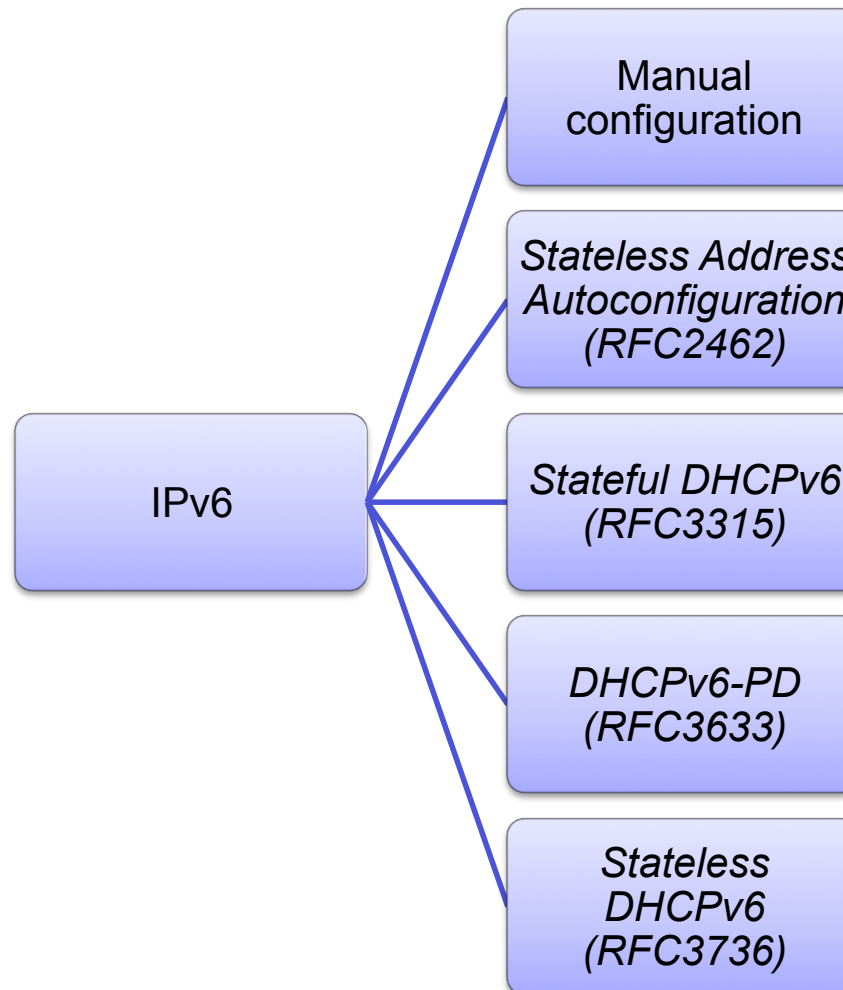 Manual
configuration
Stateless Address
Autoconfiguration
(RFC2462)
IPv6
Stateful DHCPv6
(RFC3315)
DHCPv6-PD
(RFC3633)
Stateless
DHCPv6
(RFC3736)